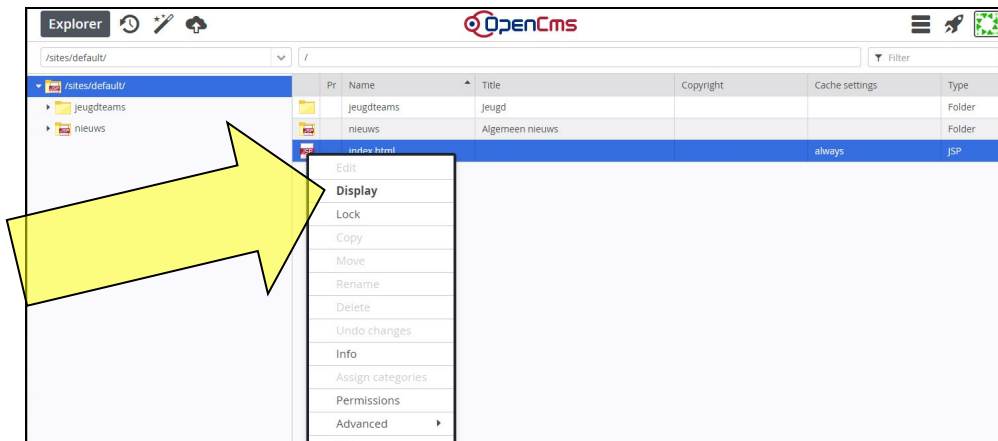 Explorer OpenCms
/sites/default/ / Filter
/sites/default/ Pr Name Title Copyright Cache settings Type
jeugdteams jeugdteams Jeugd Folder
nieuws nieuws Algemeen nieuws Folder
index.html always JSP
Edit
Display
Lock
Copy
Move
Rename
Delete
Undo changes
Info
Assign categories
Permissions
Advanced